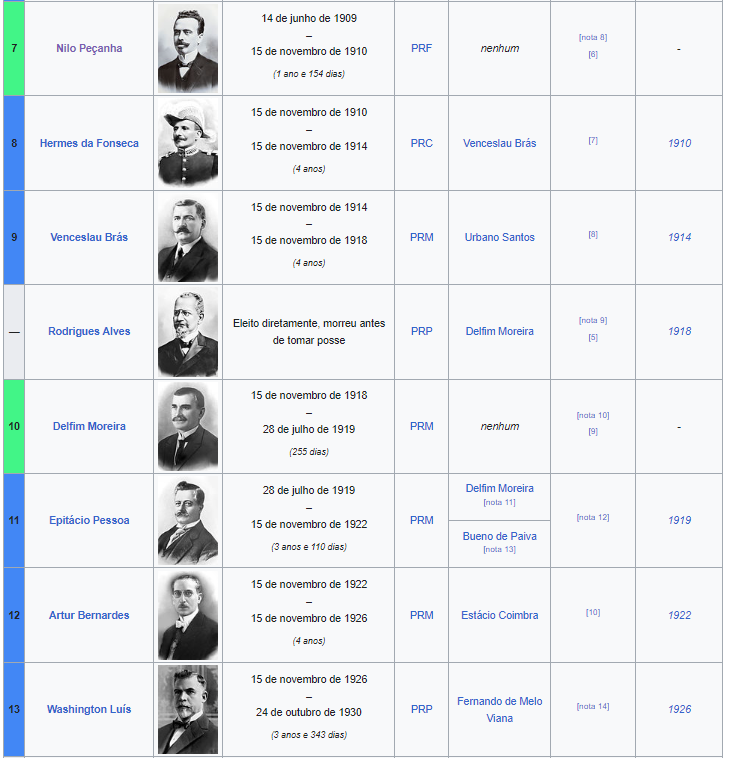 7
Nilo Peçanha
14 de junho de 1909
–
15 de novembro de 1910
(1 ano e 154 dias)
PRF
nenhum
[nota 8]
[6]
-
8
Hermes da Fonseca
15 de novembro de 1910
–
15 de novembro de 1914
(4 anos)
PRC
Venceslau Brás
[7]
1910
9
Venceslau Brás
15 de novembro de 1914
–
15 de novembro de 1918
(4 anos)
PRM
Urbano Santos
[8]
1914
—
Rodrigues Alves
Eleito diretamente, morreu antes
de tomar posse
PRP
Delfim Moreira
[nota 9]
[5]
1918
10
Delfim Moreira
15 de novembro de 1918
–
28 de julho de 1919
(255 dias)
PRM
nenhum
[nota 10]
[9]
-
11
Epitácio Pessoa
28 de julho de 1919
–
15 de novembro de 1922
(3 anos e 110 dias)
PRM
Delfim Moreira
[nota 11]
Bueno de Paiva
[nota 13]
[nota 12]
1919
12
Artur Bernardes
15 de novembro de 1922
–
15 de novembro de 1926
(4 anos)
PRM
Estácio Coimbra
[10]
1922
13
Washington Luís
15 de novembro de 1926
–
24 de outubro de 1930
(3 anos e 343 dias)
PRP
Fernando de Melo
Viana
[nota 14]
1926